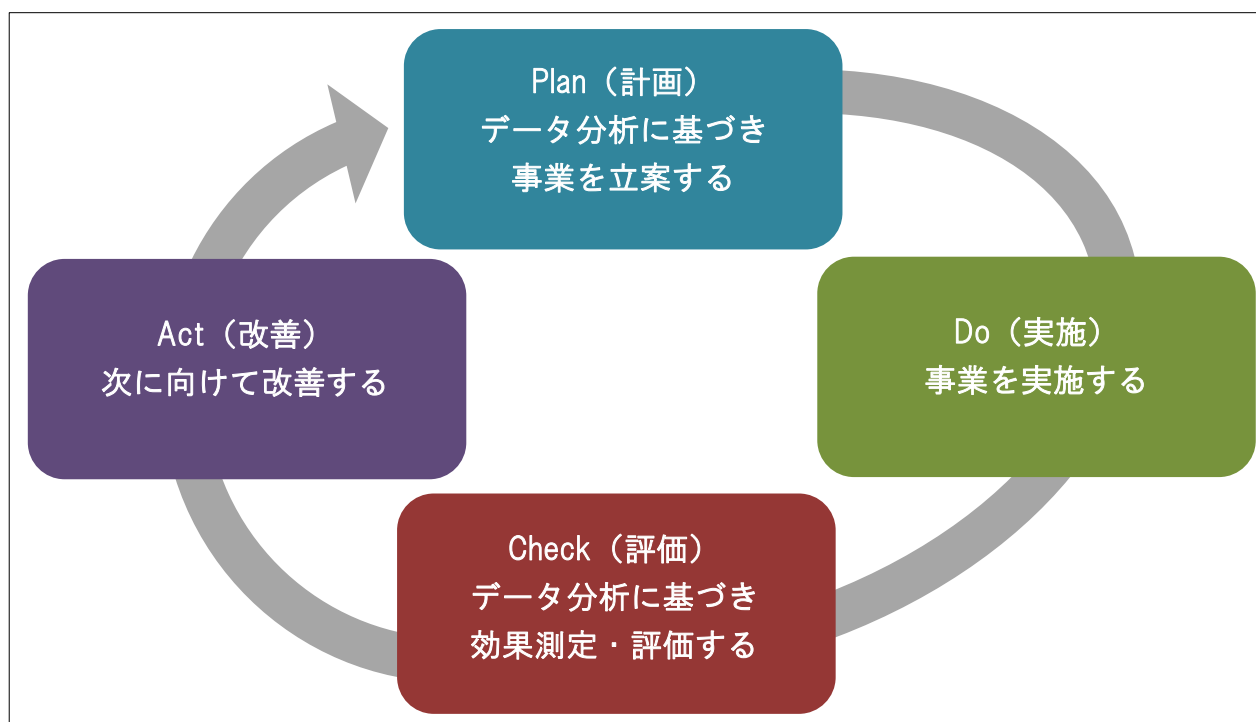 Plan（計画）
データ分析に基づき
事業を立案する
Do（実施）
事業を実施する
Check（評価）
データ分析に基づき
効果測定・評価する
Act（改善）
次に向けて改善する